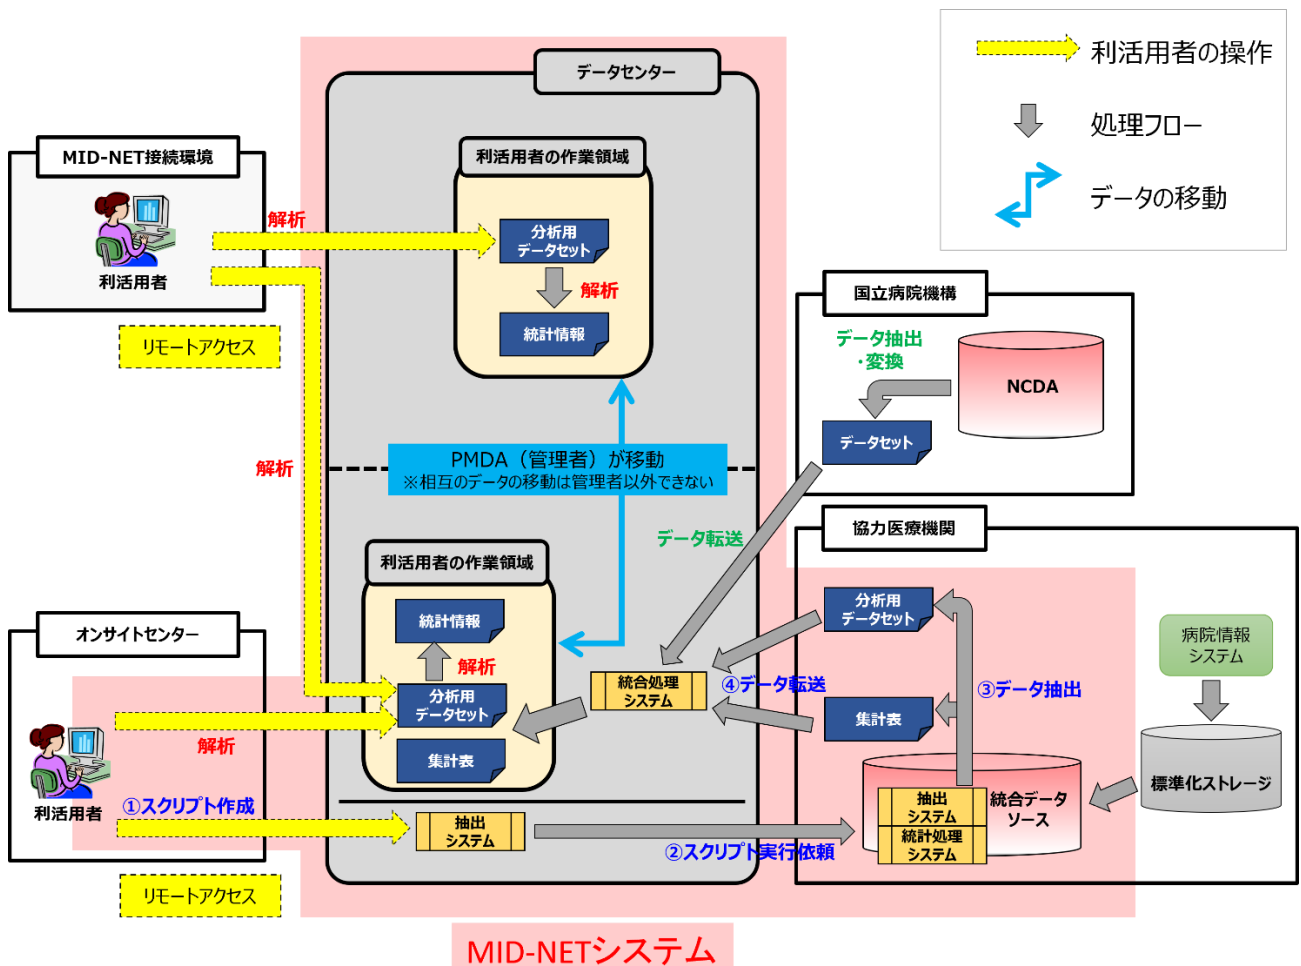 利活用者の操作
処理フロー
データの移動
データセンター
MID-NET接続環境
利活用者
リモートアクセス
解析
利活用者の作業領域
分析用
データセット
解析
統計情報
国立病院機構
データ抽出
・変換
NCDA
データセット
解析
PMDA（管理者）が移動
※相互のデータの移動は管理者以外できない
データ転送
協力医療機関
利活用者の作業領域
統計情報
解析
分析用
データセット
集計表
統合処理
システム
④データ転送
分析用
データセット
集計表
③データ抽出
病院情報
システム
標準化ストレージ
統合データ
ソース
抽出
システム
統計処理
システム
オンサイトセンター
利活用者
解析
①スクリプト作成
抽出
システム
②スクリプト実行依頼
リモートアクセス
MID-NETシステム